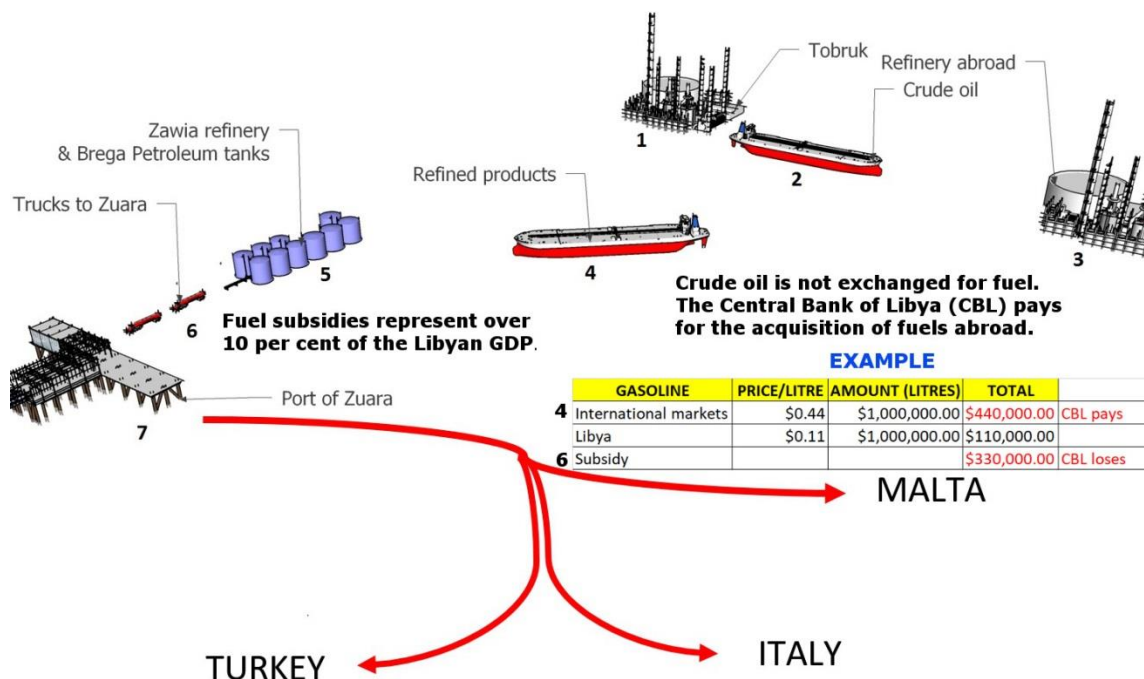 Tobruk
Refinery abroad
Crude oil
1
2
3
Zawia refinery
& Brega Petroleum tanks
Refined products
Trucks to Zuara
4
5
6
Crude oil is not exchanged for fuel.
The Central Bank of Libya (CBL) pays
for the acquisition of fuels abroad.
Fuel subsidies represent over
10 per cent of the Libyan GDP.
Port of Zuara
7
EXAMPLE
GASOLINE PRICE/LITRE AMOUNT (LITRES) TOTAL
4 International markets $0.44 $1,000,000.00 $440,000.00 CBL pays
Libya $0.11 $1,000,000.00 $110,000.00
6 Subsidy $330,000.00 CBL loses
MALTA
ITALY
TURKEY